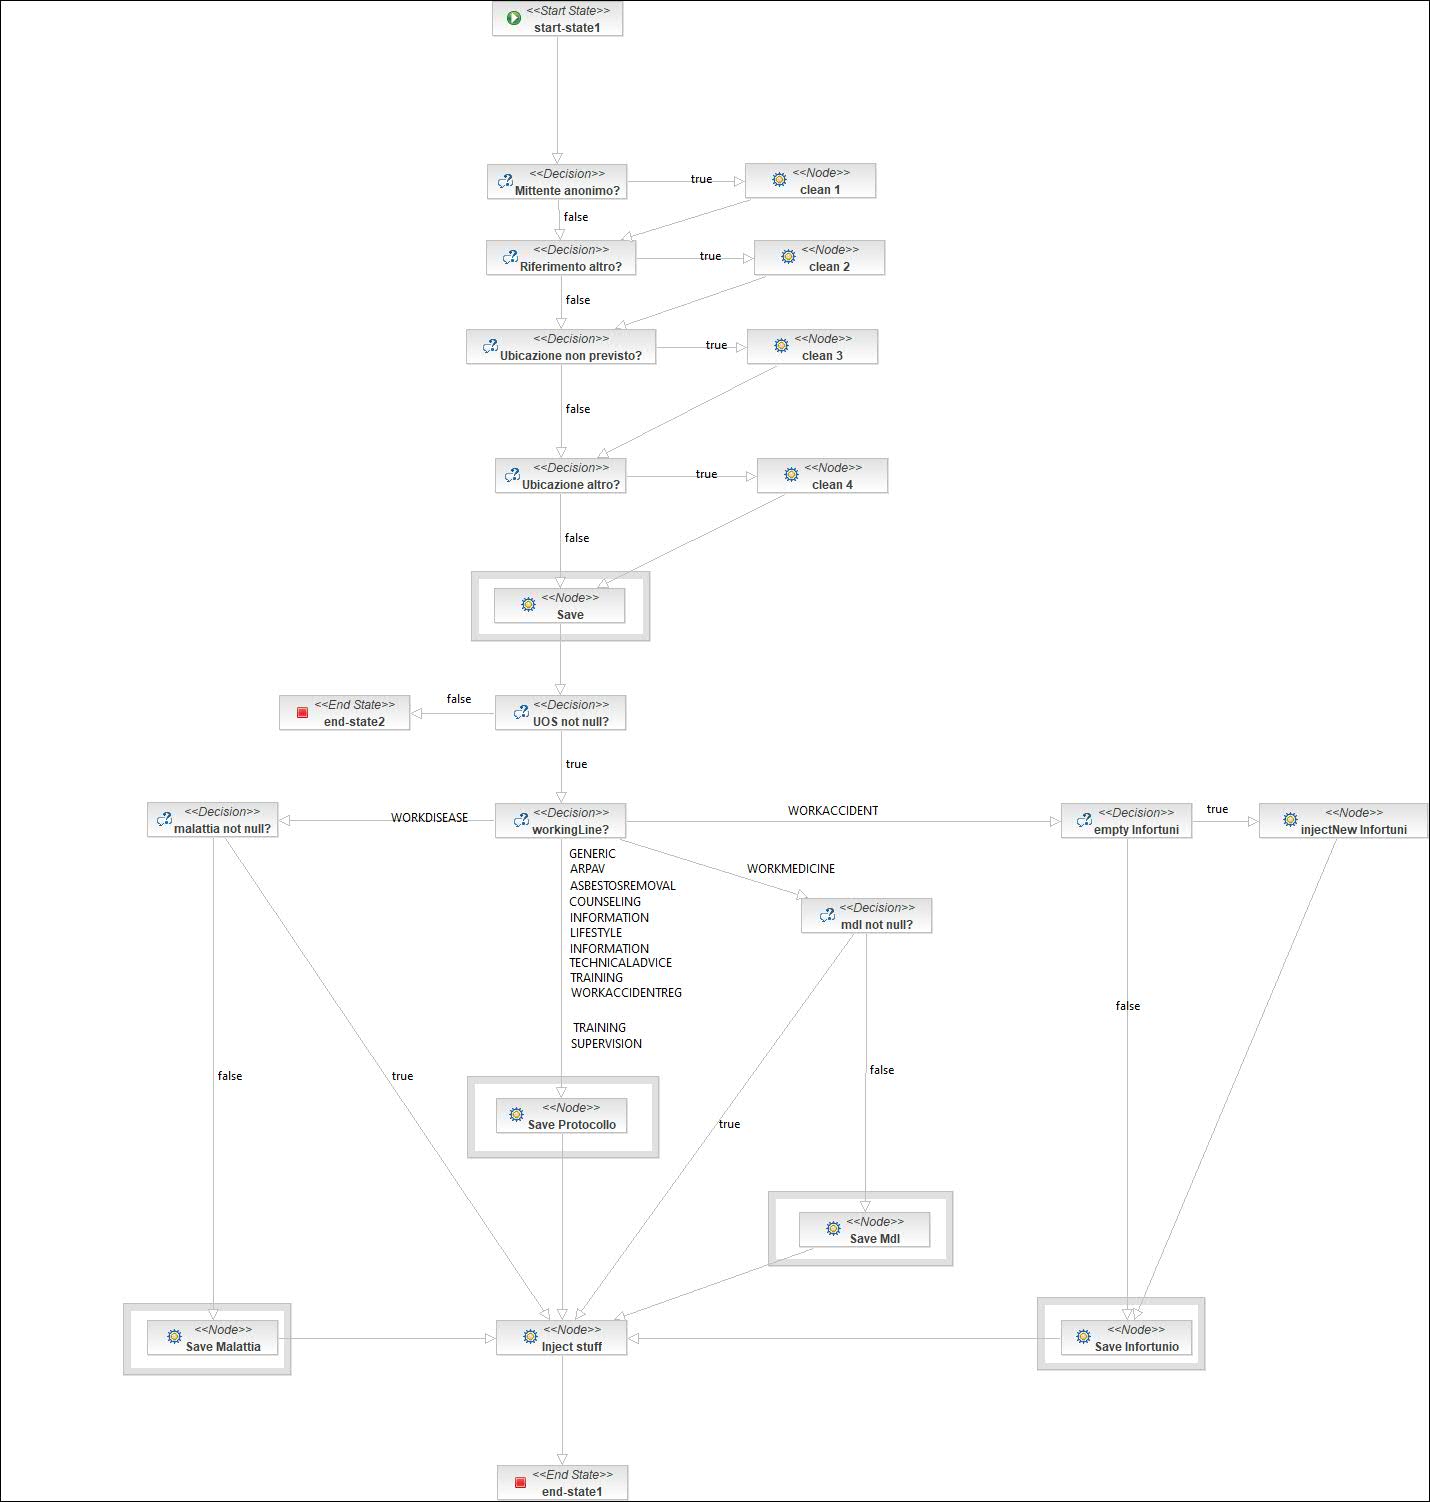 <<Start State>>
start-state1
<<Decision>>
Mittente anonimo?
true
<<Node>>
clean 1
false
<<Decision>>
Riferimento altro?
true
<<Node>>
clean 2
false
<<Decision>>
Ubicazione non previsto?
true
<<Node>>
clean 3
false
<<Decision>>
Ubicazione altro?
true
<<Node>>
clean 4
false
<<Node>>
Save
<<End State>>
end-state2
false
<<Decision>>
UOS not null?
true
<<Decision>>
malattia not null?
WORKDISEASE
<<Decision>>
workingLine?
WORKACCIDENT
<<Decision>>
empty Infortuni
true
<<Node>>
injectNew Infortuni
GENERIC
ARPAV
ASBESTOSREMOVAL
COUNSELING
INFORMATION
LIFESTYLE
INFORMATION
TECHNICALADVICE
TRAINING
WORKACCIDENTREG
TRAINING
SUPERVISION
WORKMEDICINE
<<Decision>>
mdl not null?
false
false
true
false
true
<<Node>>
Save Protocollo
<<Node>>
Save Mdl
<<Node>>
Save Malattia
<<Node>>
Inject stuff
<<Node>>
Save Infortunio
<<End State>>
end-state1